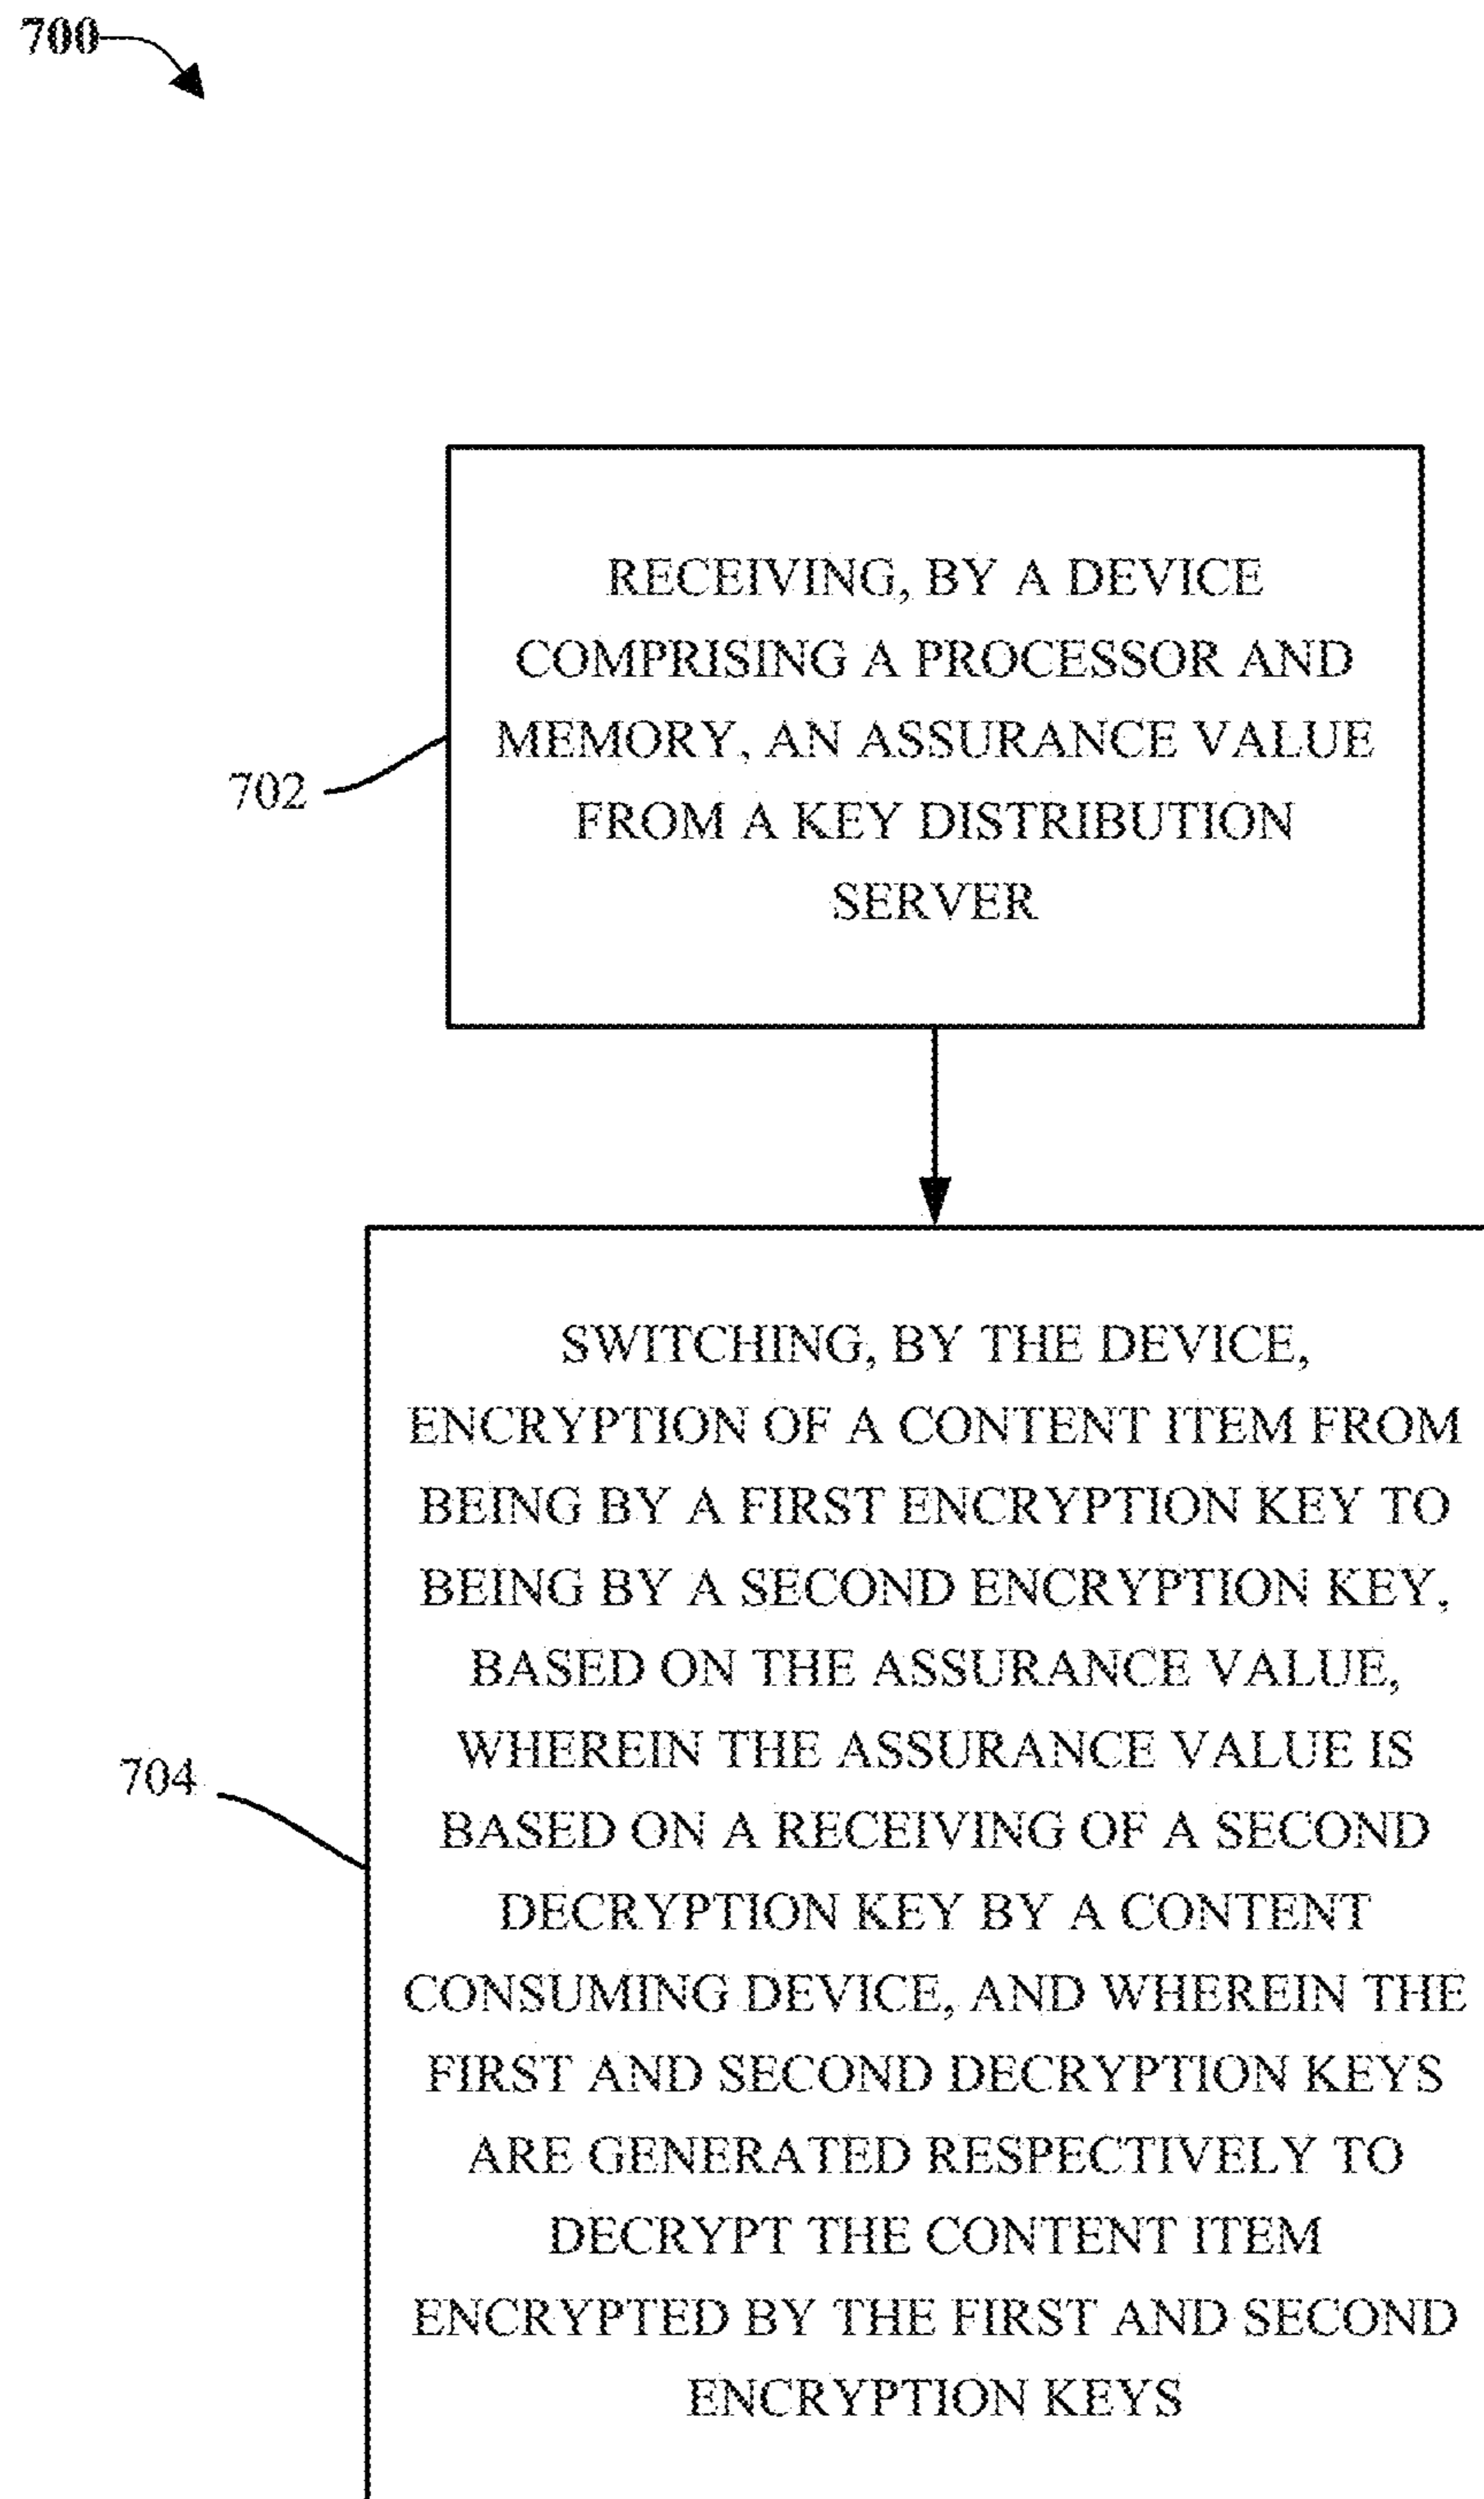 700
RECEIVING, BY A DEVICE
COMPRISING A PROCESSOR AND
MEMORY, AN ASSURANCE VALUE
FROM A KEY DISTRIBUTION
SERVER
702
SWITCHING, BY THE DEVICE,
ENCRYPTION OF A CONTENT ITEM FROM
BEING BY A FIRST ENCRYPTION KEY TO
BEING BY A SECOND ENCRYPTION KEY,
BASED ON THE ASSURANCE VALUE,
WHEREIN THE ASSURANCE VALUE IS
BASED ON A RECEIVING OF A SECOND
DECRYPTION KEY BY A CONTENT
CONSUMING DEVICE, AND WHEREIN THE
FIRST AND SECOND DECRYPTION KEYS
ARE GENERATED RESPECTIVELY TO
DECRYPT THE CONTENT ITEM
ENCRYPTED BY THE FIRST AND SECOND
ENCRYPTION KEYS
704